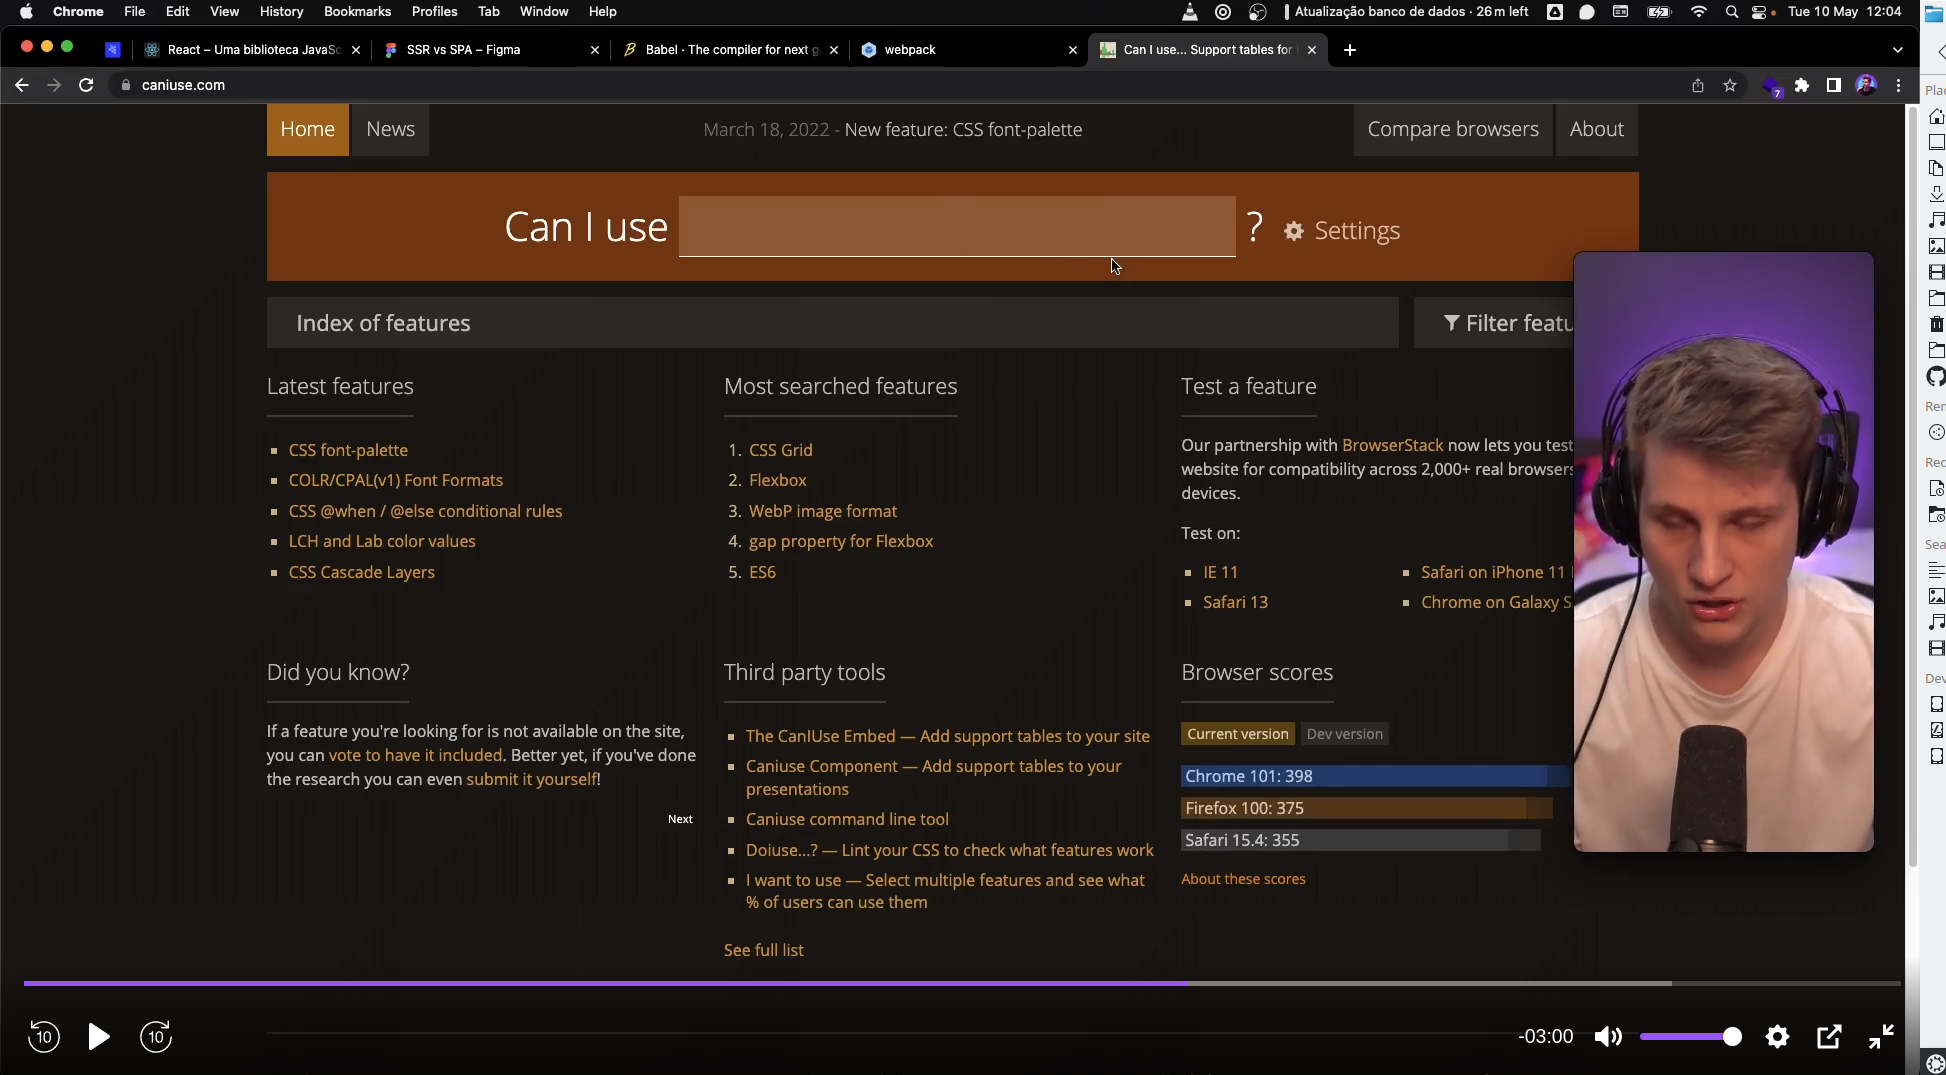 Chrome File Edit View History Bookmarks Profiles Tab Window Help
Atualização banco de dados · 26 m left
Tue 10 May 12:04
React – Uma biblioteca JavaSc
SSR vs SPA – Figma
Babel · The compiler for next g
webpack
Can I use... Support tables for
caniuse.com
7
Home
News
March 18, 2022 - New feature: CSS font-palette
Compare browsers
About
Can I use
?
Settings
Index of features
Filter featu
Latest features
CSS font-palette
COLR/CPAL(v1) Font Formats
CSS @when / @else conditional rules
LCH and Lab color values
CSS Cascade Layers
Most searched features
1. CSS Grid
2. Flexbox
3. WebP image format
4. gap property for Flexbox
5. ES6
Test a feature
Our partnership with BrowserStack now lets you test
website for compatibility across 2,000+ real browsers
devices.
Test on:
IE 11
Safari 13
Safari on iPhone 11
Chrome on Galaxy S
Did you know?
If a feature you're looking for is not available on the site,
you can vote to have it included. Better yet, if you've done
the research you can even submit it yourself!
Next
Third party tools
The CanIUse Embed — Add support tables to your site
Caniuse Component — Add support tables to your
presentations
Caniuse command line tool
Doiuse...? — Lint your CSS to check what features work
I want to use — Select multiple features and see what
% of users can use them
See full list
Browser scores
Current version
Dev version
Chrome 101: 398
Firefox 100: 375
Safari 15.4: 355
About these scores
10
10
-03:00
Plac
Ren
Rec
Sea
Dev